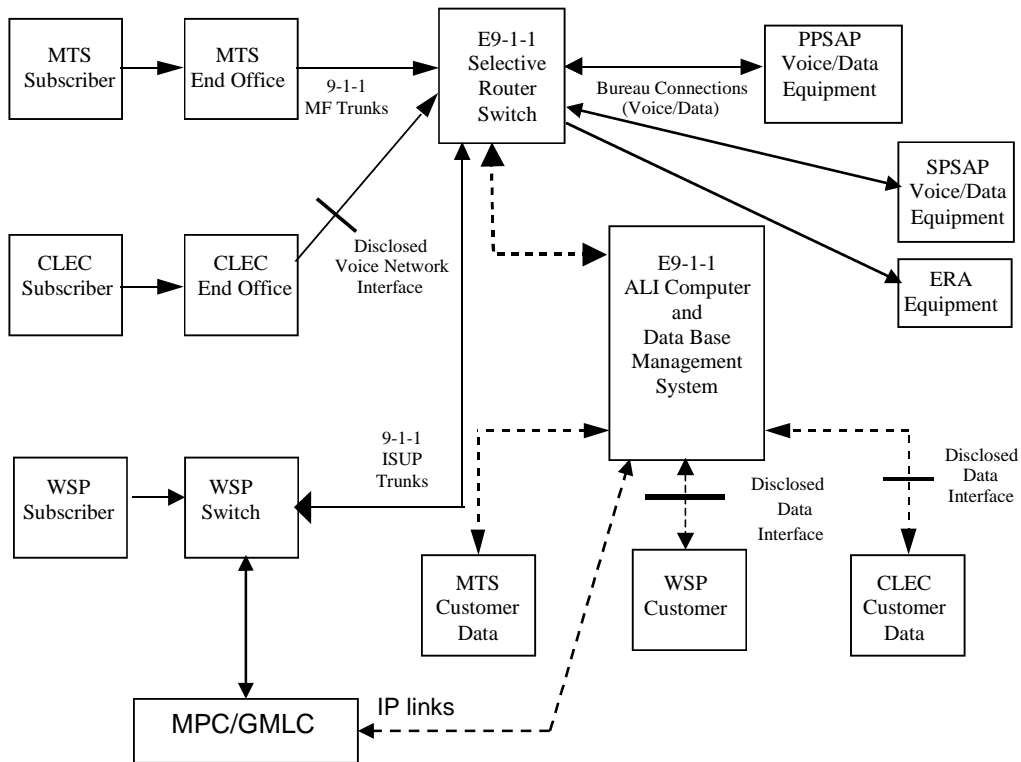 MTS
Subscriber
MTS
End Office
9-1-1
MF Trunks
E9-1-1
Selective
Router
Switch
Bureau Connections
(Voice/Data)
PPSAP
Voice/Data
Equipment
SPSAP
Voice/Data
Equipment
ERA
Equipment
CLEC
Subscriber
CLEC
End Office
Disclosed
Voice Network
Interface
E9-1-1
ALI Computer
and
Data Base
Management
System
WSP
Subscriber
WSP
Switch
9-1-1
ISUP
Trunks
Disclosed
Data
Interface
Disclosed
Data
Interface
MTS
Customer
Data
WSP
Customer
CLEC
Customer
Data
MPC/GMLC
IP links